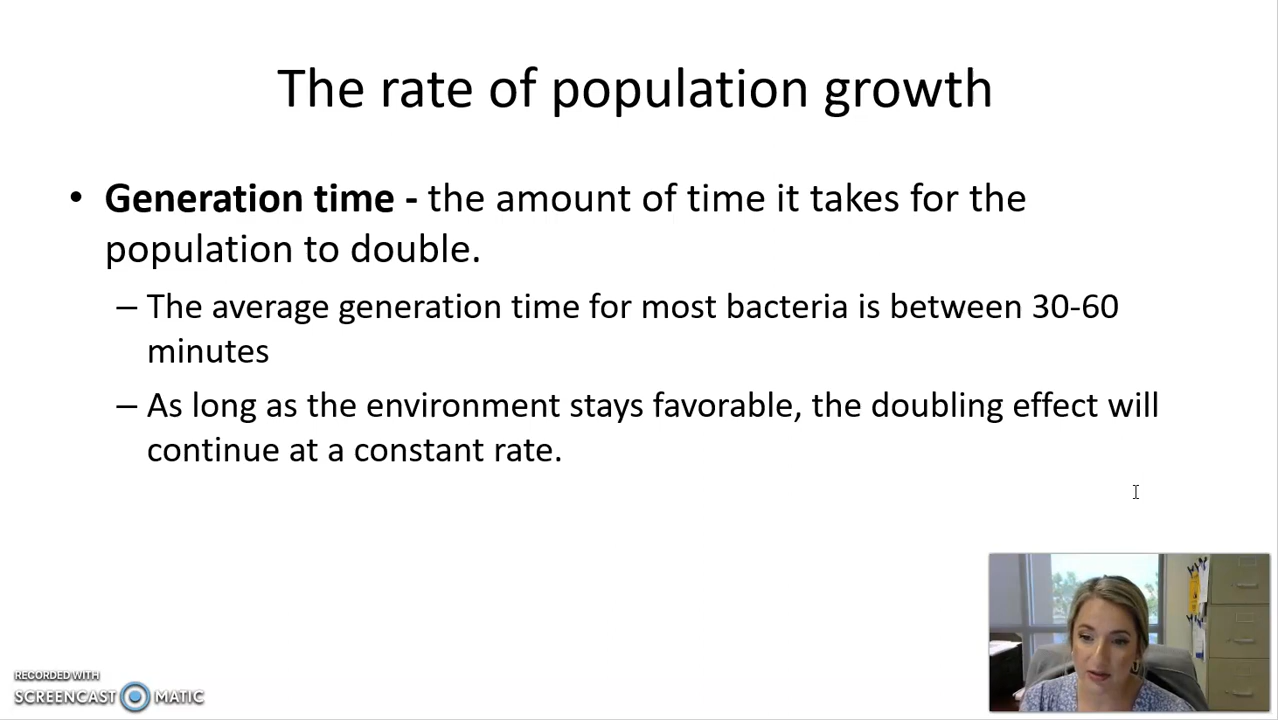 The rate of population growth
• Generation time - the amount of time it takes for the
population to double.
– The average generation time for most bacteria is between 30-60
minutes
– As long as the environment stays favorable, the doubling effect will
continue at a constant rate.
RECORDED WITH
SCREENCAST MATIC